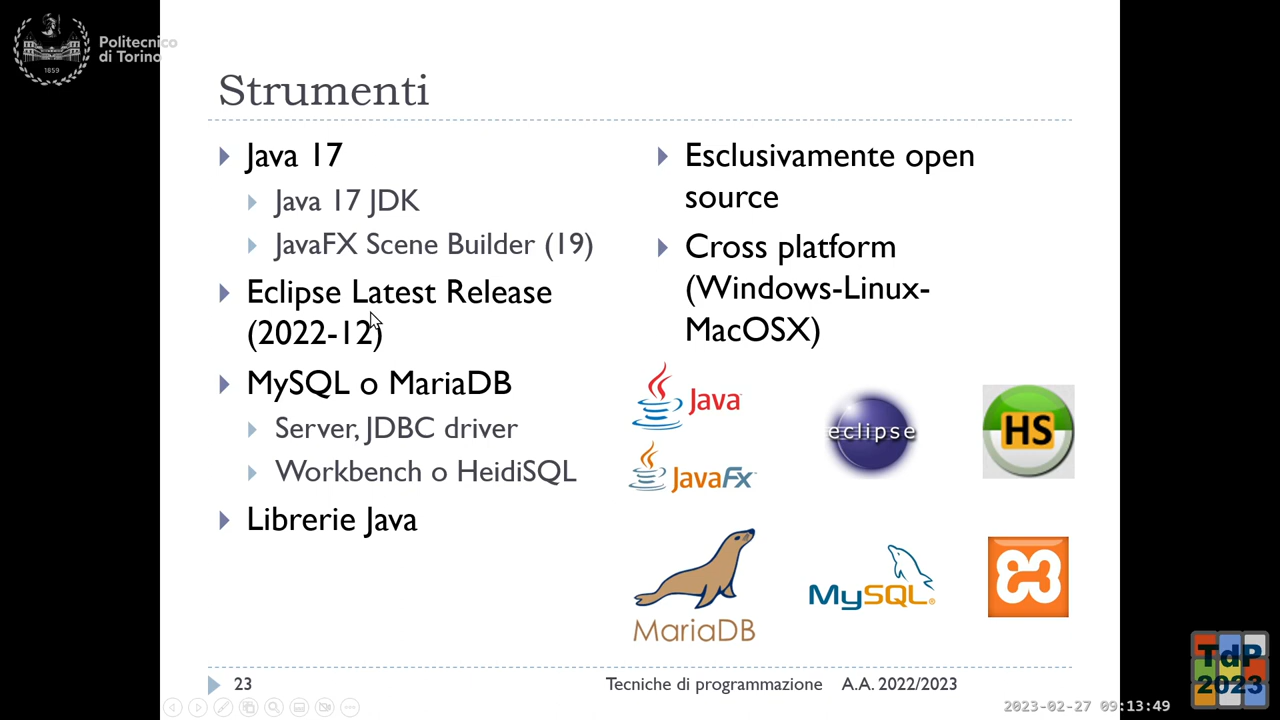 Politecnico
di Torino
1859
Strumenti
Java 17
Java 17 JDK
JavaFX Scene Builder (19)
Eclipse Latest Release
(2022-12)
MySQL o MariaDB
Server, JDBC driver
Workbench o HeidiSQL
Librerie Java
Esclusivamente open
source
Cross platform
(Windows-Linux-
MacOSX)
Java
eclipse
HS
JavaFx
MariaDB
MySQL®
23
Tecniche di programmazione A.A. 2022/2023
TdP
2023
2023-02-27 09:13:49